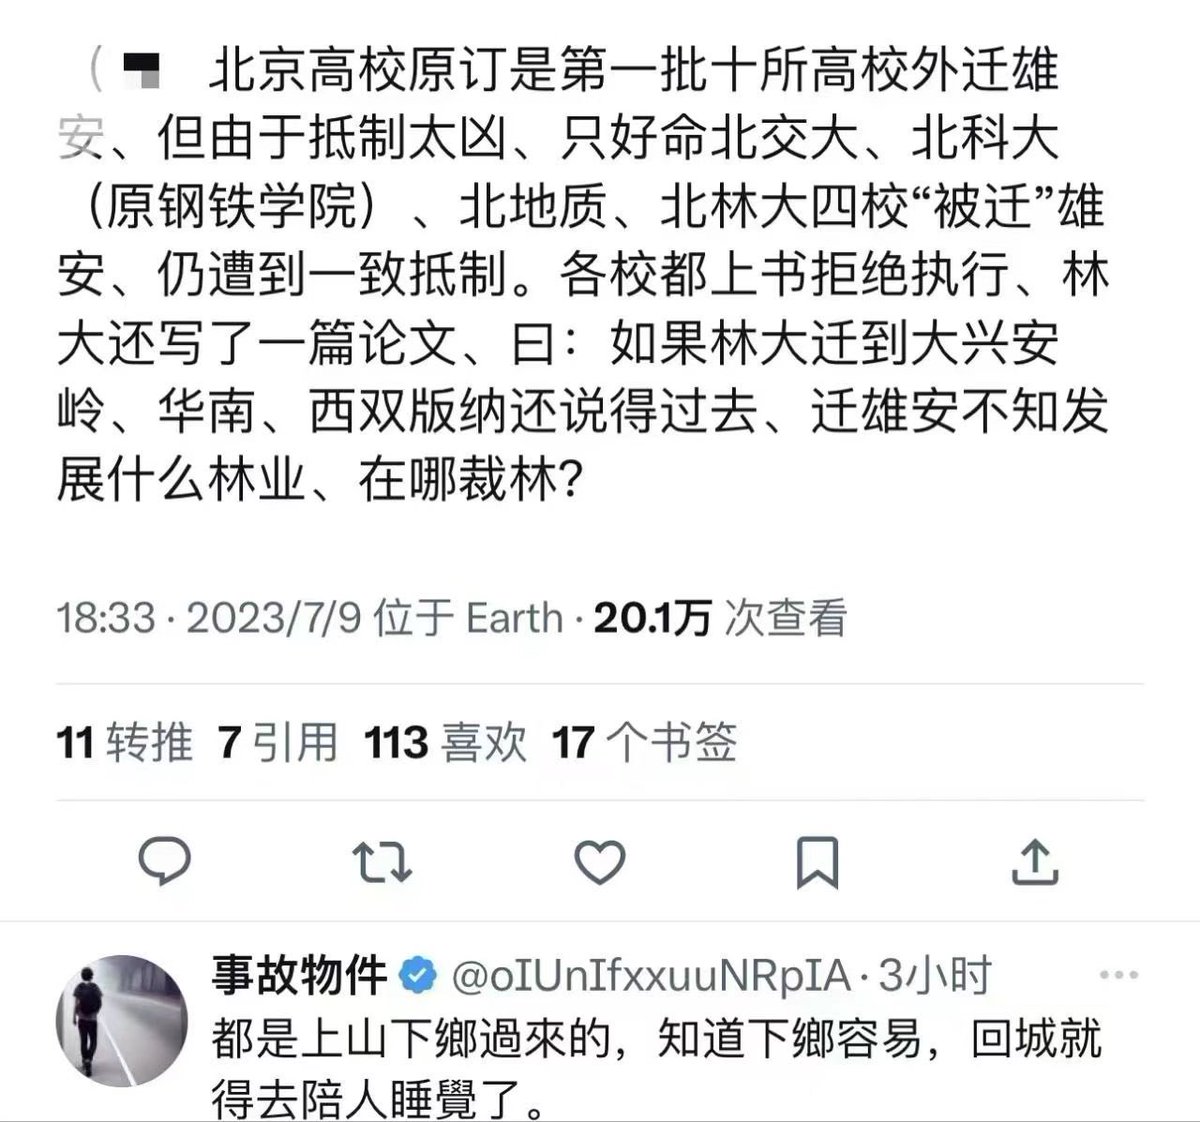 （ 北京高校原订是第一批十所高校外迁雄
安、但由于抵制太凶、只好命北交大、北科大
（原钢铁学院）、北地质、北林大四校“被迁”雄
安、仍遭到一致抵制。各校都上书拒绝执行、林
大还写了一篇论文、曰：如果林大迁到大兴安
岭、华南、西双版纳还说得过去、迁雄安不知发
展什么林业、在哪裁林？
18:33 · 2023/7/9 位于 Earth · 20.1万 次查看
11 转推 7 引用 113 喜欢 17 个书签
事故物件 @oIUnIfxxuuNRpIA · 3小时
都是上山下鄉過來的，知道下鄉容易，回城就
得去陪人睡覺了。